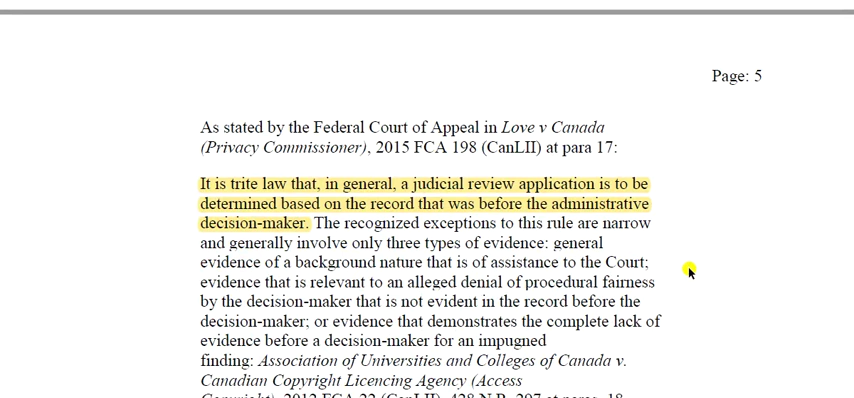 Page: 5
As stated by the Federal Court of Appeal in Love v Canada
(Privacy Commissioner), 2015 FCA 198 (CanLII) at para 17:
It is trite law that, in general, a judicial review application is to be
determined based on the record that was before the administrative
decision-maker. The recognized exceptions to this rule are narrow
and generally involve only three types of evidence: general
evidence of a background nature that is of assistance to the Court;
evidence that is relevant to an alleged denial of procedural fairness
by the decision-maker that is not evident in the record before the
decision-maker; or evidence that demonstrates the complete lack of
evidence before a decision-maker for an impugned
finding: Association of Universities and Colleges of Canada v.
Canadian Copyright Licencing Agency (Access